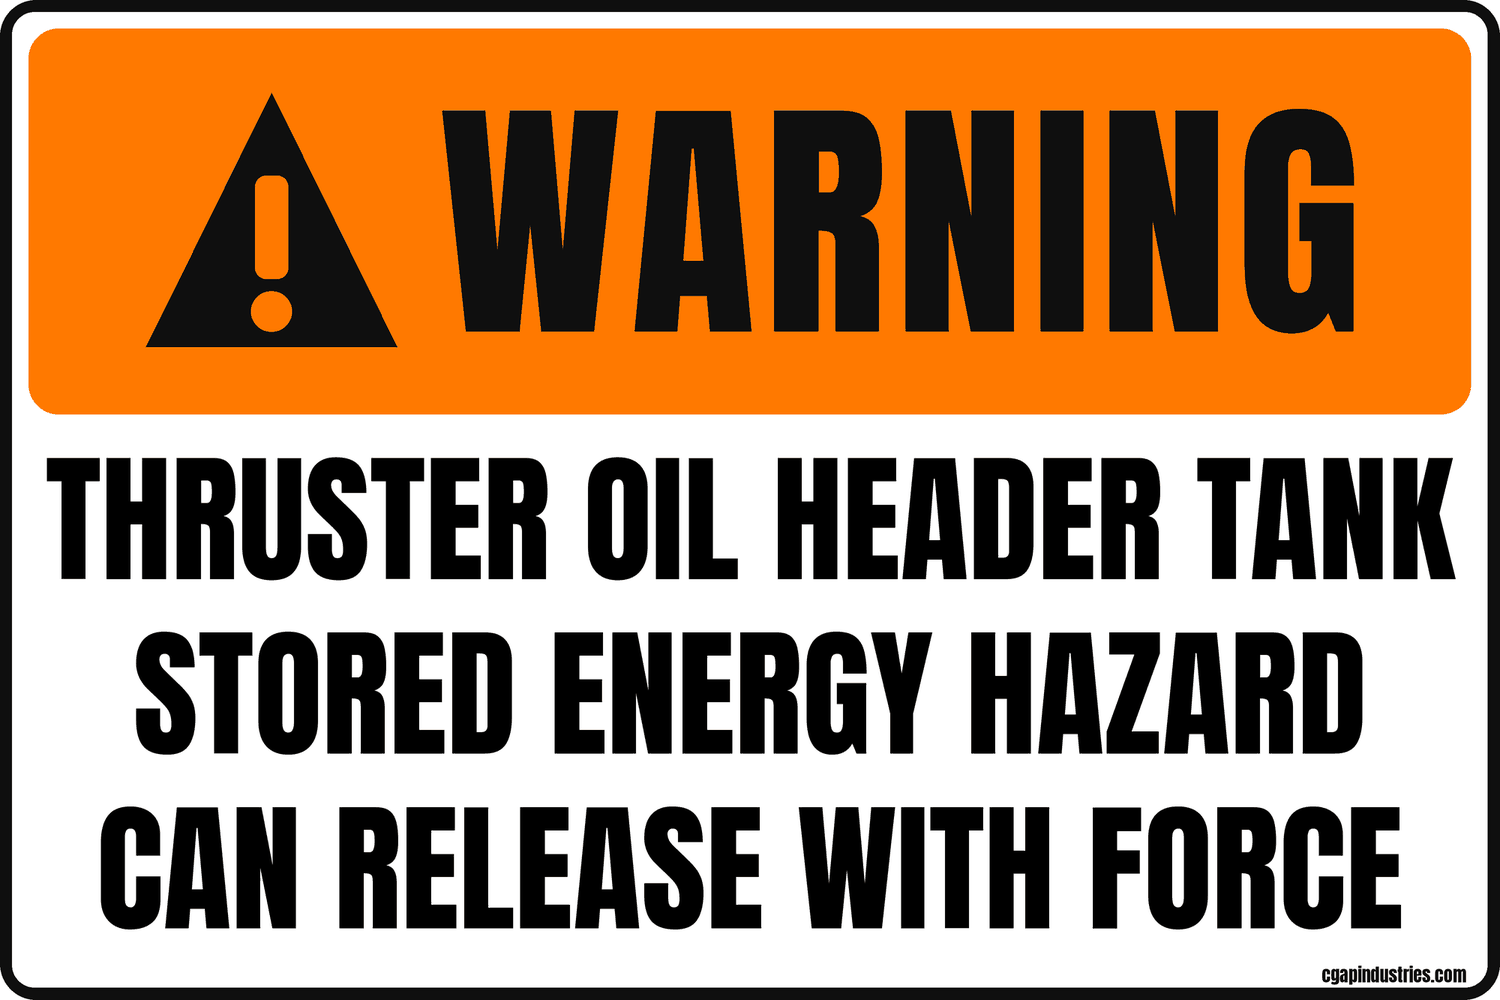 WARNING
THRUSTER OIL HEADER TANK
STORED ENERGY HAZARD
CAN RELEASE WITH FORCE
cgapindustries.com